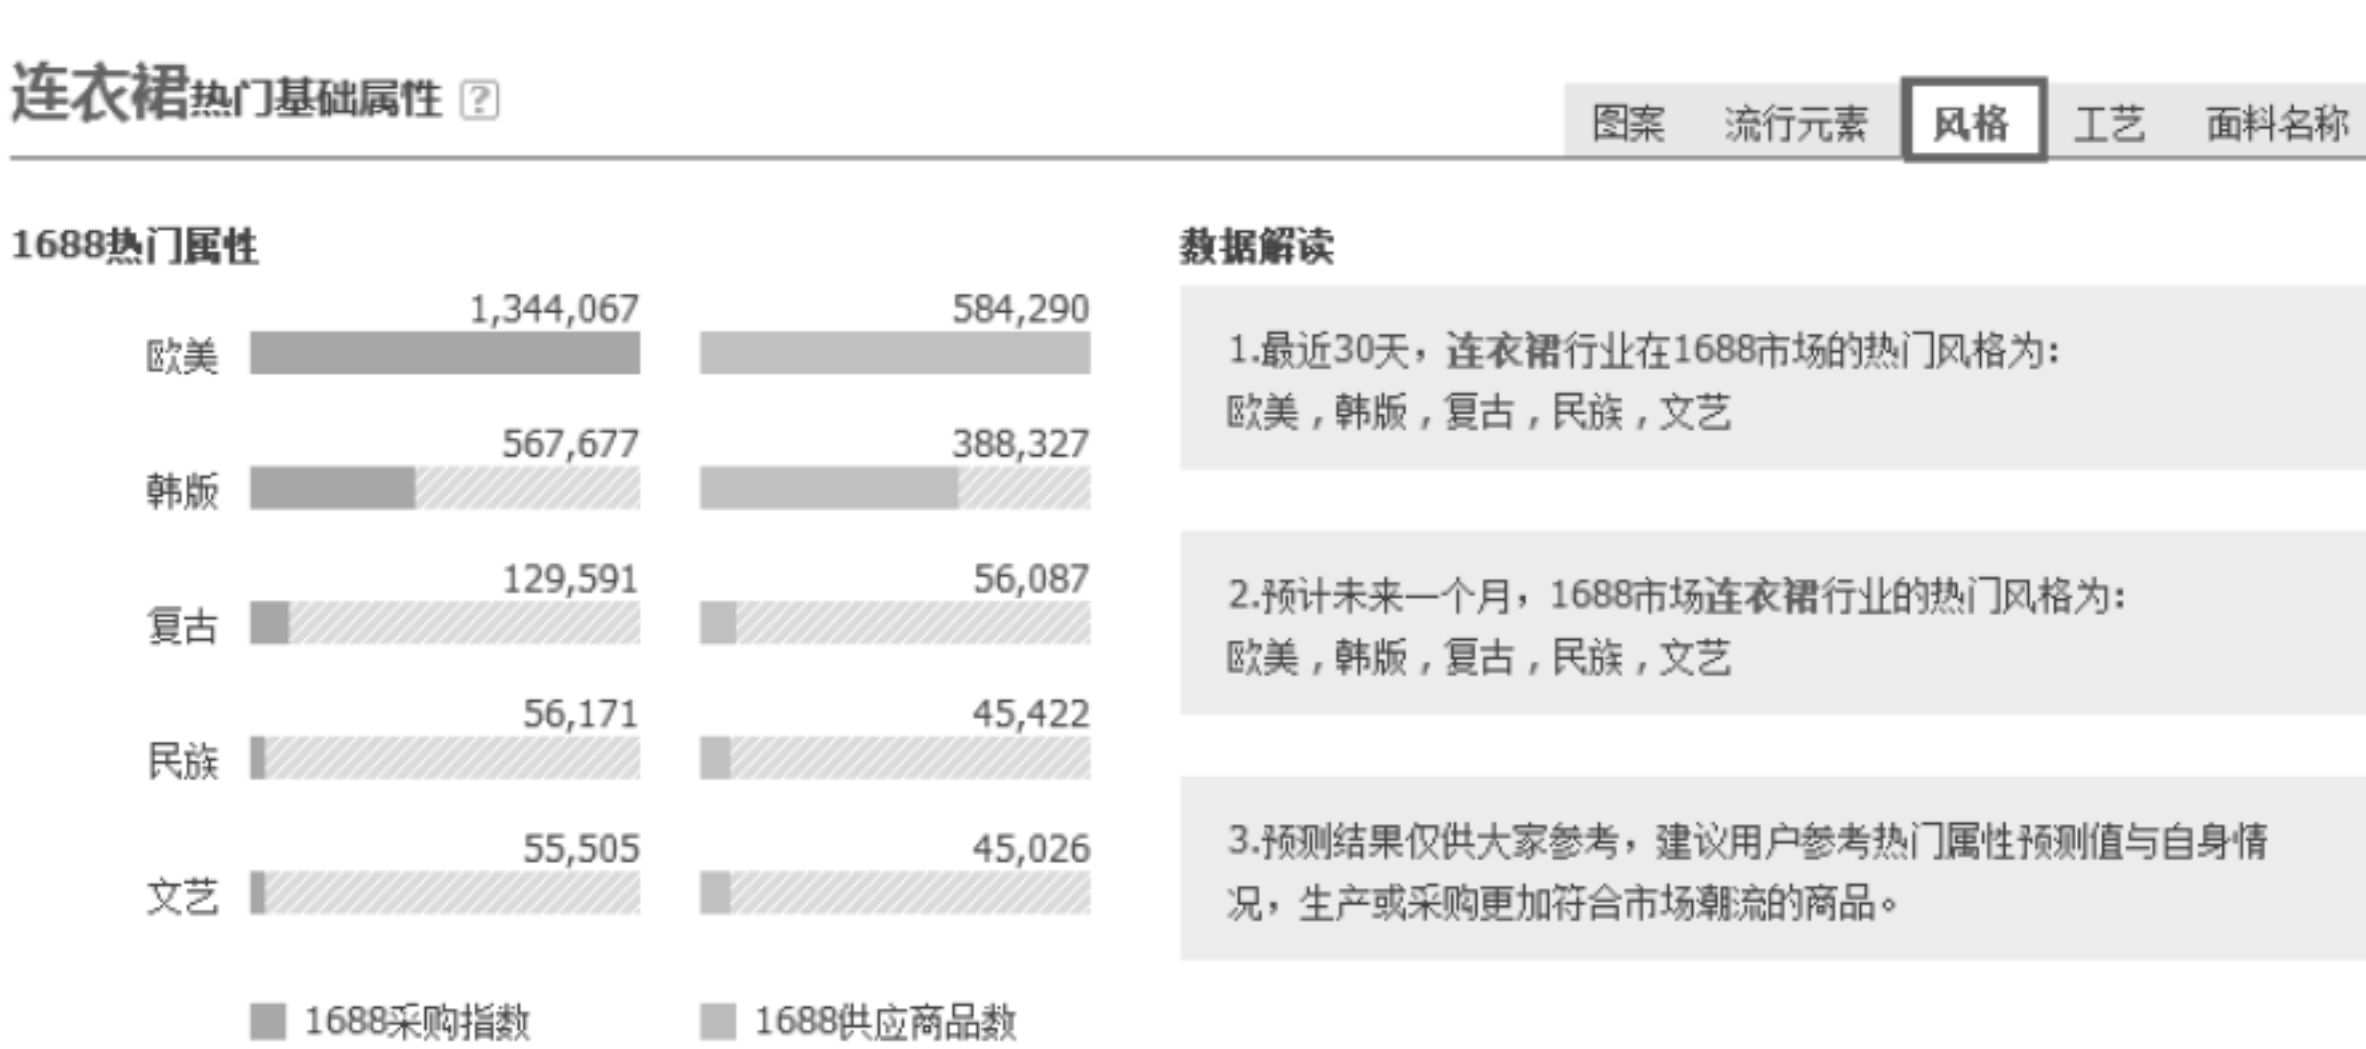 连衣裙热门基础属性 ?
图案 流行元素 风格 工艺 面料名称
1688热门属性
1,344,067 584,290
欧美
567,677 388,327
韩版
129,591 56,087
复古
56,171 45,422
民族
55,505 45,026
文艺
1688采购指数 1688供应商品数
数据解读
1.最近30天，连衣裙行业在1688市场的热门风格为：
欧美,韩版,复古,民族,文艺
2.预计未来一个月，1688市场连衣裙行业的热门风格为：
欧美,韩版,复古,民族,文艺
3.预测结果仅供大家参考，建议用户参考热门属性预测值与自身情
况，生产或采购更加符合市场潮流的商品。